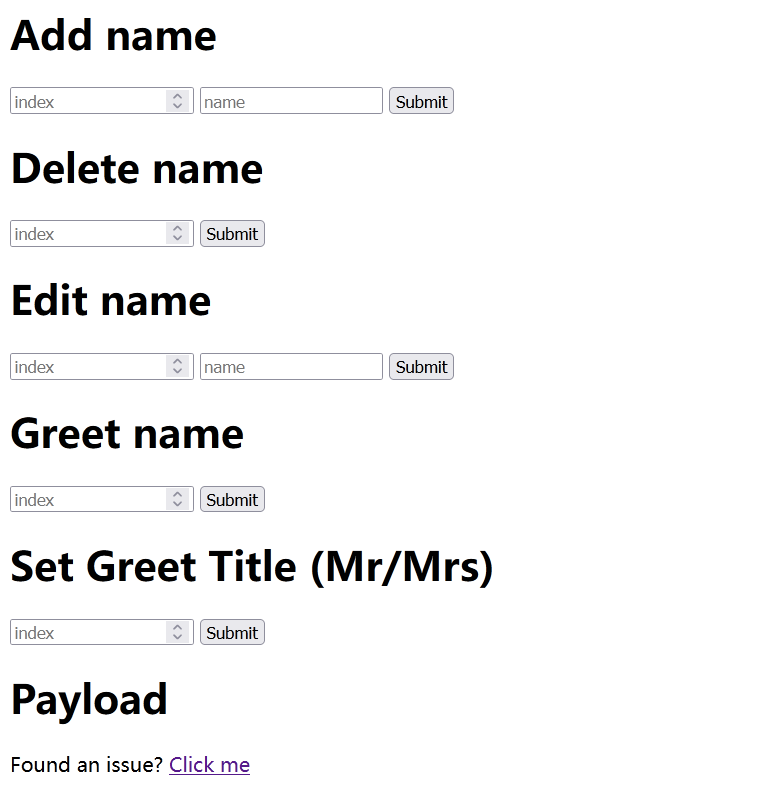 Add name
index name Submit
Delete name
index Submit
Edit name
index name Submit
Greet name
index Submit
Set Greet Title (Mr/Mrs)
index Submit
Payload
Found an issue? Click me